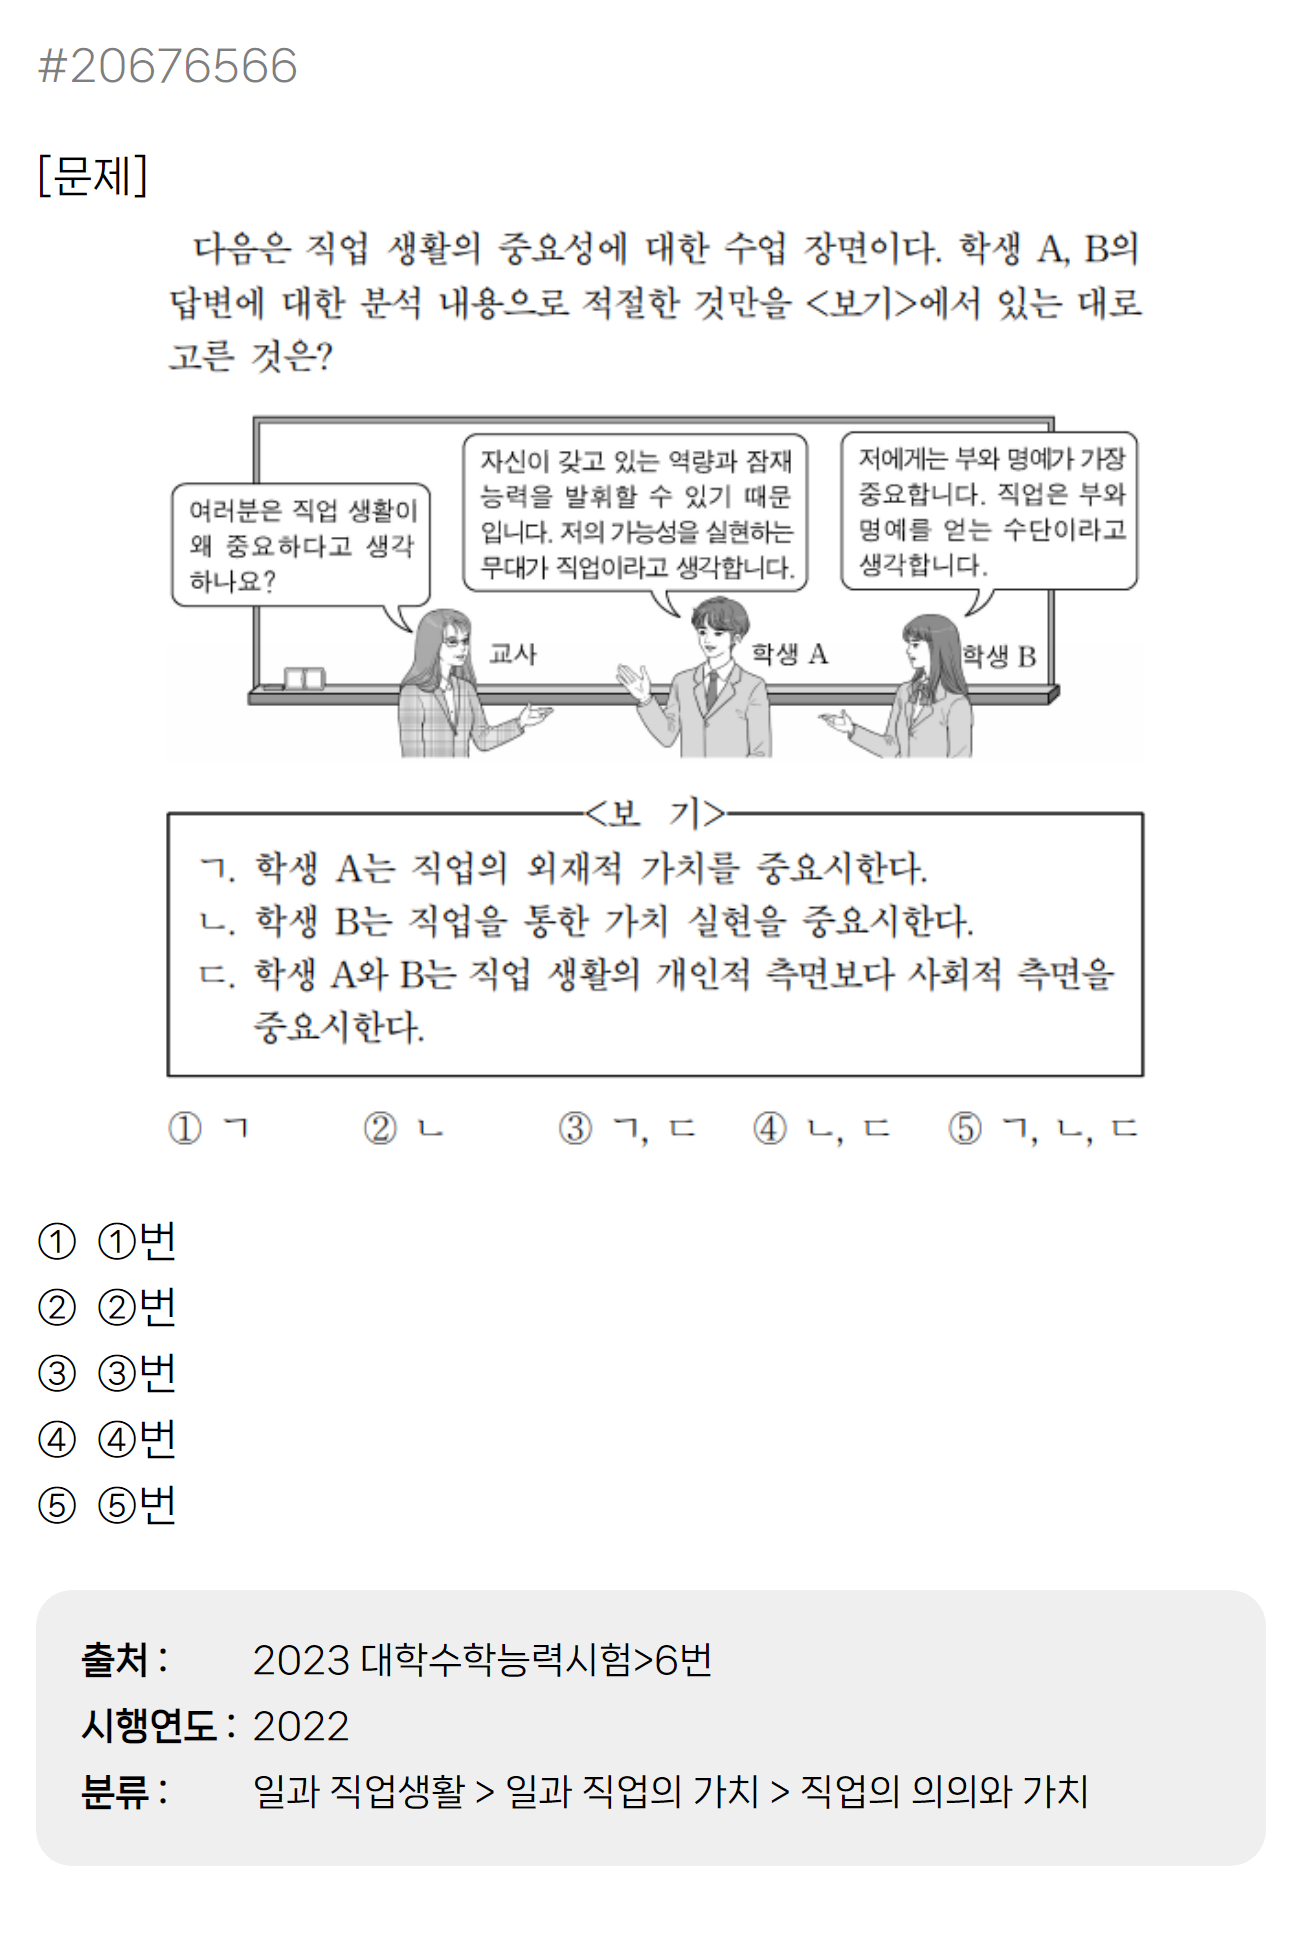 #20676566
[문제]
다음은 직업 생활의 중요성에 대한 수업 장면이다. 학생 A, B의
답변에 대한 분석 내용으로 적절한 것만을 <보기>에서 있는 대로
고른 것은?
여러분은 직업 생활이
왜 중요하다고 생각
하나요?
자신이 갖고 있는 역량과 잠재
능력을 발휘할 수 있기 때문
입니다. 저의 가능성을 실현하는
무대가 직업이라고 생각합니다.
저에게는 부와 명예가 가장
중요합니다. 직업은 부와
명예를 얻는 수단이라고
생각합니다.
교사
학생 A
학생 B
<보 기>
ㄱ. 학생 A는 직업의 외재적 가치를 중요시한다.
ㄴ. 학생 B는 직업을 통한 가치 실현을 중요시한다.
ㄷ. 학생 A와 B는 직업 생활의 개인적 측면보다 사회적 측면을
중요시한다.
① ㄱ ② ㄴ ③ ㄱ, ㄷ ④ ㄴ, ㄷ ⑤ ㄱ, ㄴ, ㄷ
① ①번
② ②번
③ ③번
④ ④번
⑤ ⑤번
출처 : 2023 대학수학능력시험>6번
시행연도 : 2022
분류 : 일과 직업생활 > 일과 직업의 가치 > 직업의 의의와 가치